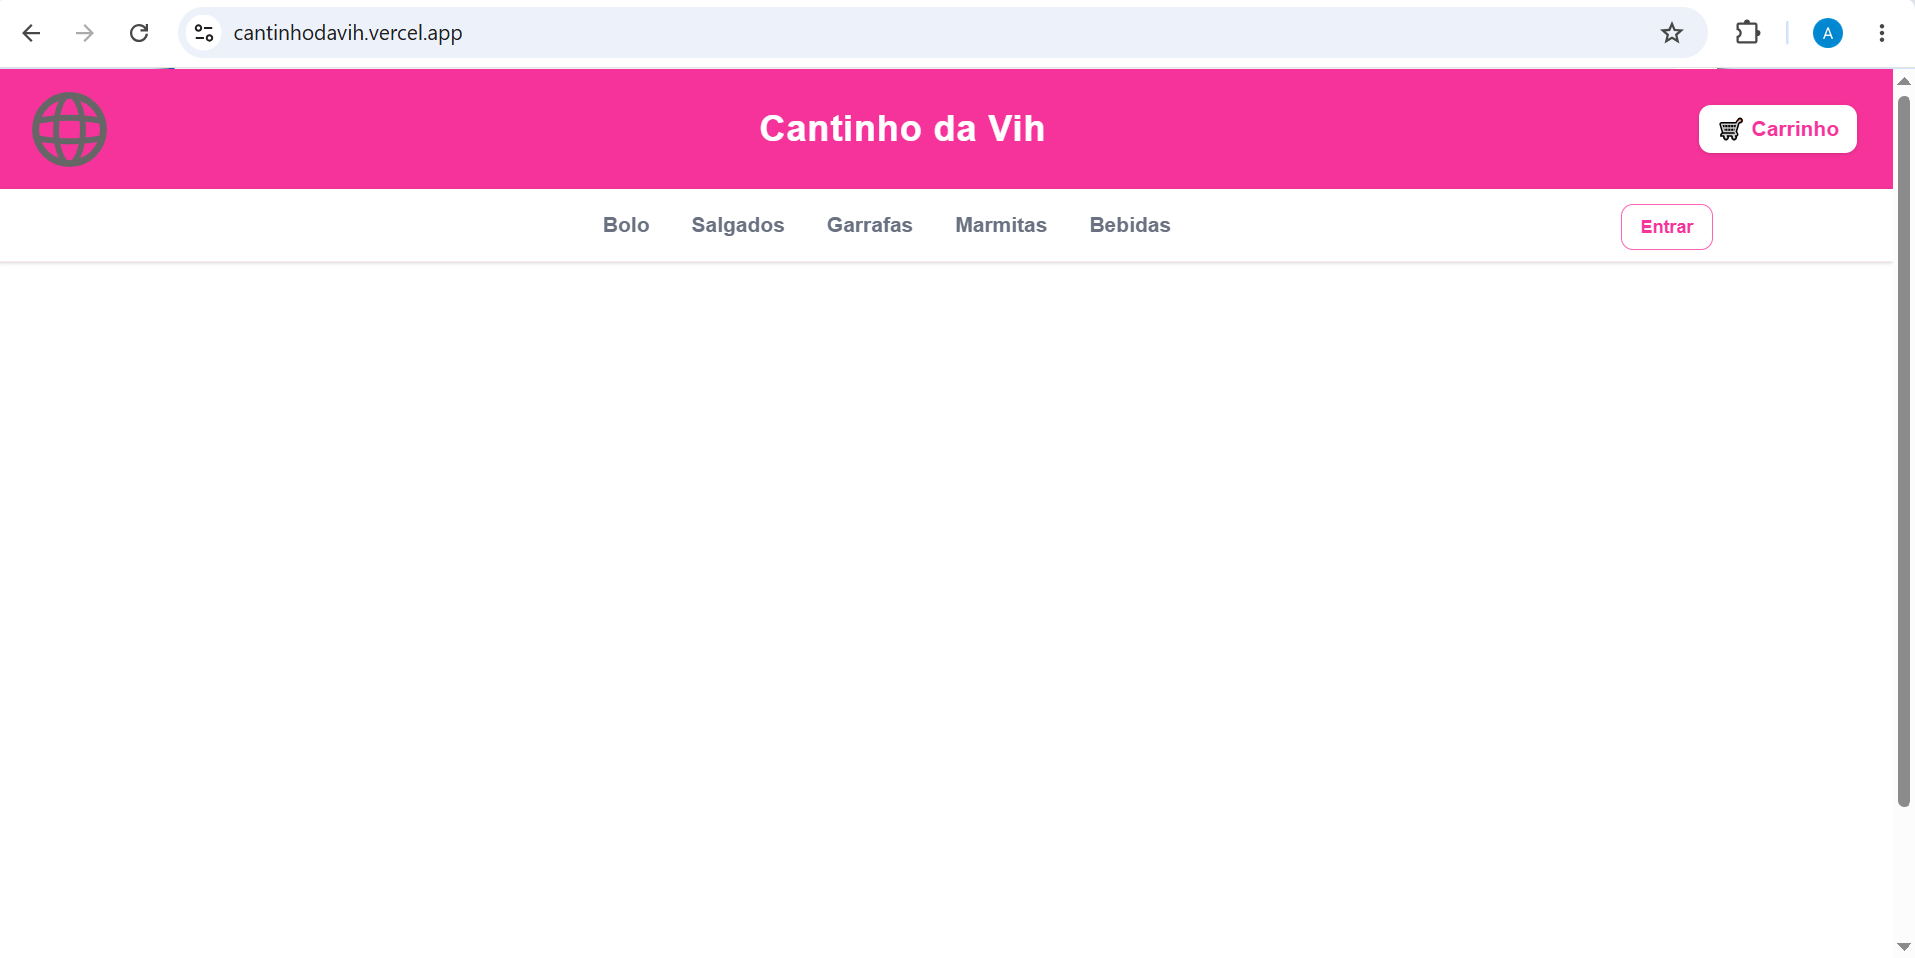 cantinhodavih.vercel.app
A
Cantinho da Vih
Carrinho
Bolo Salgados Garrafas Marmitas Bebidas
Entrar